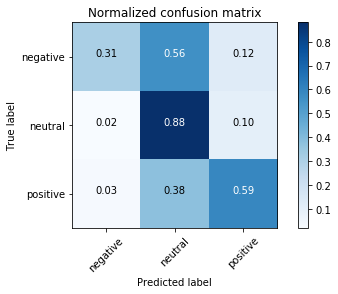 Normalized confusion matrix
True label
negative 0.31 0.56 0.12
neutral 0.02 0.88 0.10
positive 0.03 0.38 0.59
negative neutral positive
Predicted label
0.8
0.7
0.6
0.5
0.4
0.3
0.2
0.1